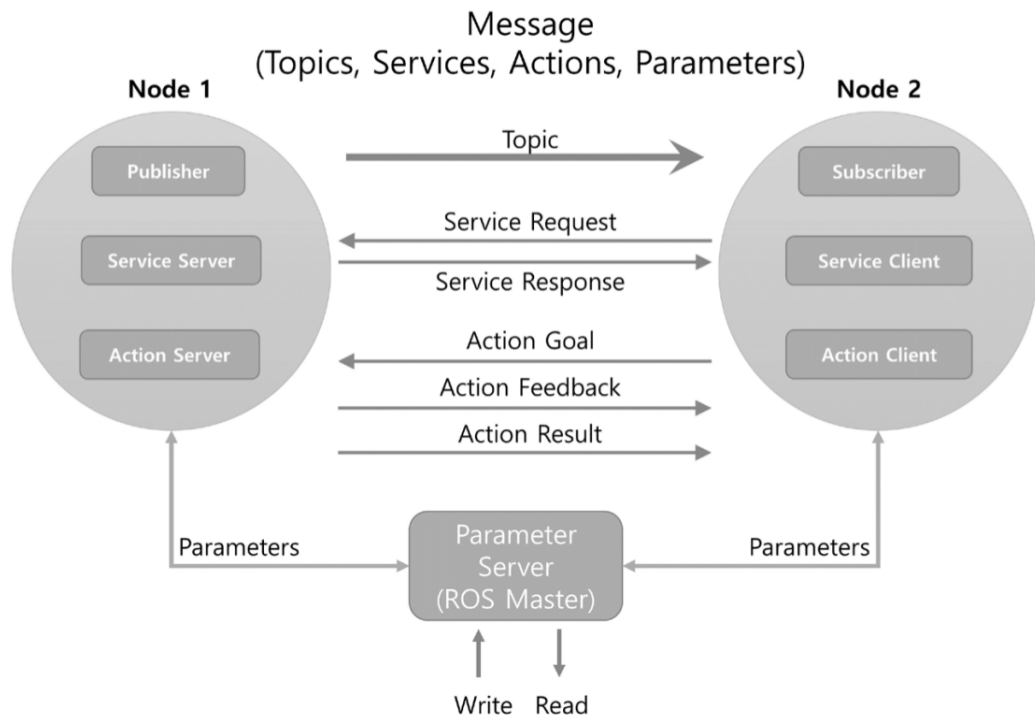 Message
(Topics, Services, Actions, Parameters)
Node 1
Node 2
Publisher
Topic
Subscriber
Service Request
Service Server
Service Client
Service Response
Action Goal
Action Server
Action Client
Action Feedback
Action Result
Parameters
Parameter
Server
(ROS Master)
Parameters
Write
Read